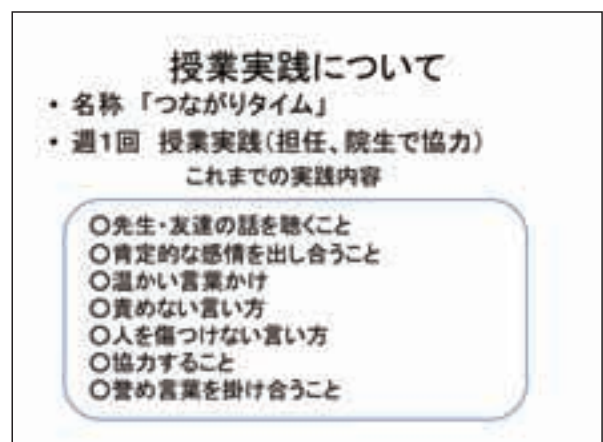 授業実践について
・ 名称 「つながりタイム」
・ 週1回 授業実践(担任、院生で協力)
これまでの実践内容
○先生・友達の話を聴くこと
○肯定的な感情を出し合うこと
○温かい言葉かけ
○責めない言い方
○人を傷つけない言い方
○協力すること
○誉め言葉を掛け合うこと